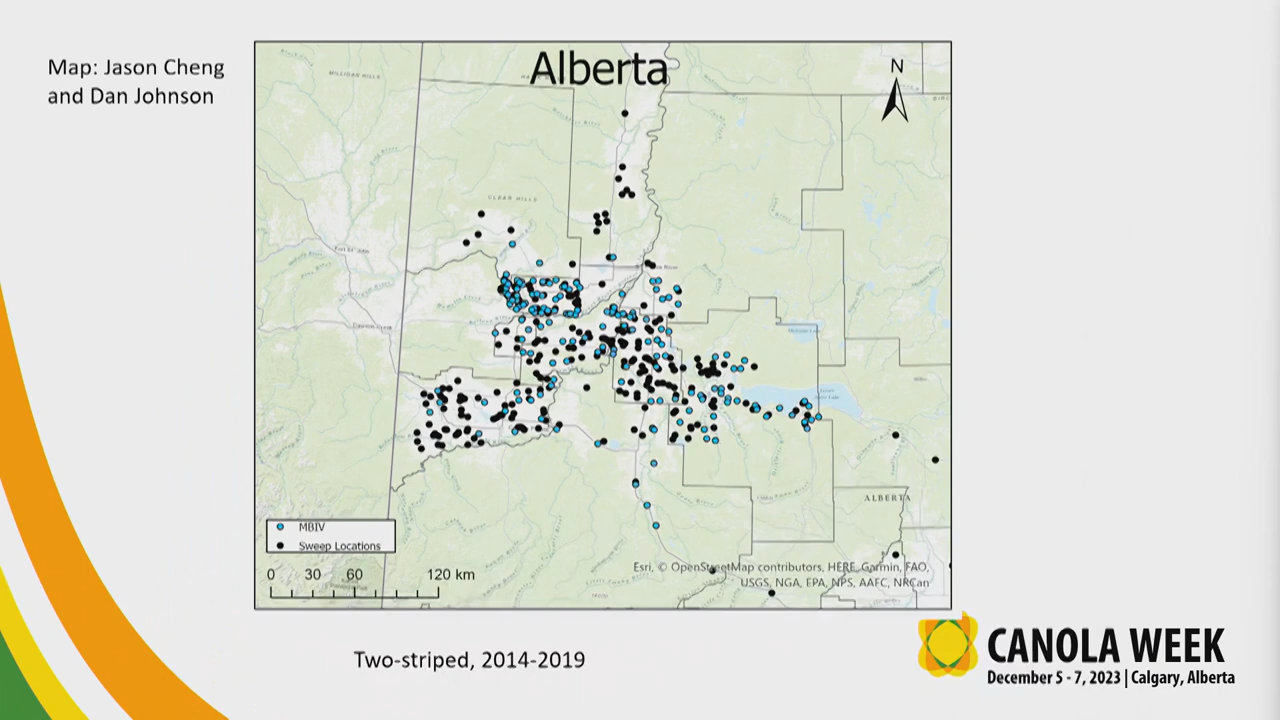 Map: Jason Cheng
and Dan Johnson
Alberta
N
CLEAR HILLS
ALBERTA
MBIV
Sweep Locations
0 30 60 120 km
Esri, © OpenStreetMap contributors, HERE, Garmin, FAO,
USGS, NGA, EPA, NPS, AAFC, NRCan
Two-striped, 2014-2019
CANOLA WEEK
December 5 - 7, 2023 | Calgary, Alberta